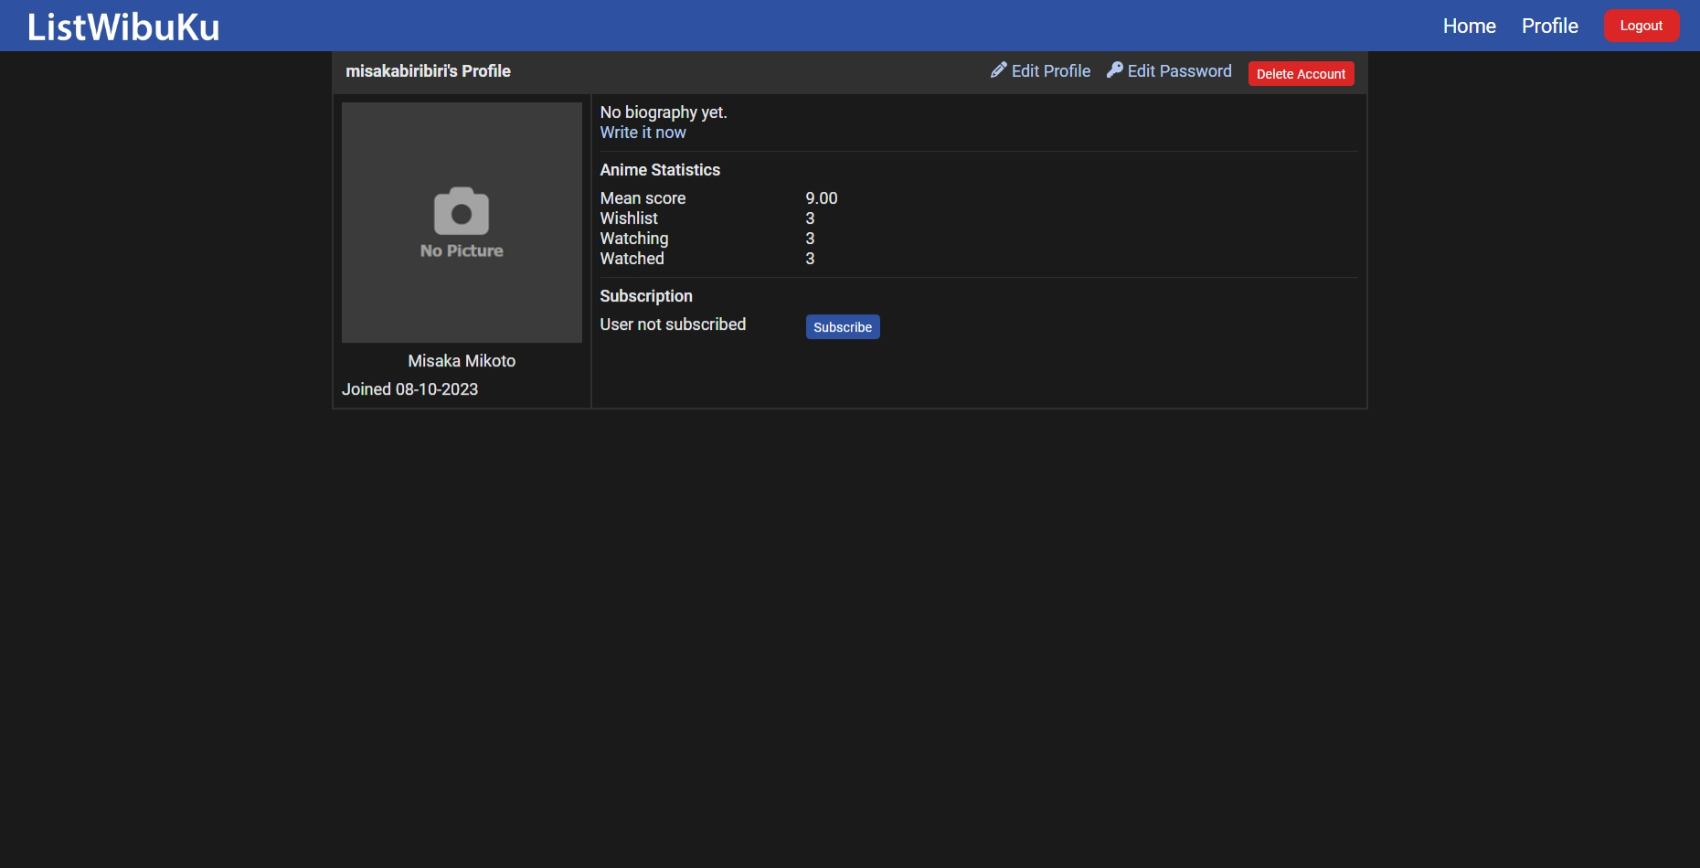 ListWibuKu
Home Profile Logout
misakabiribiri's Profile
Edit Profile Edit Password Delete Account
No Picture
Misaka Mikoto
Joined 08-10-2023
No biography yet.
Write it now
Anime Statistics
Mean score 9.00
Wishlist 3
Watching 3
Watched 3
Subscription
User not subscribed Subscribe